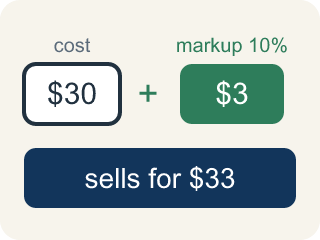 cost
markup 10%
$30 + $3
sells for $33